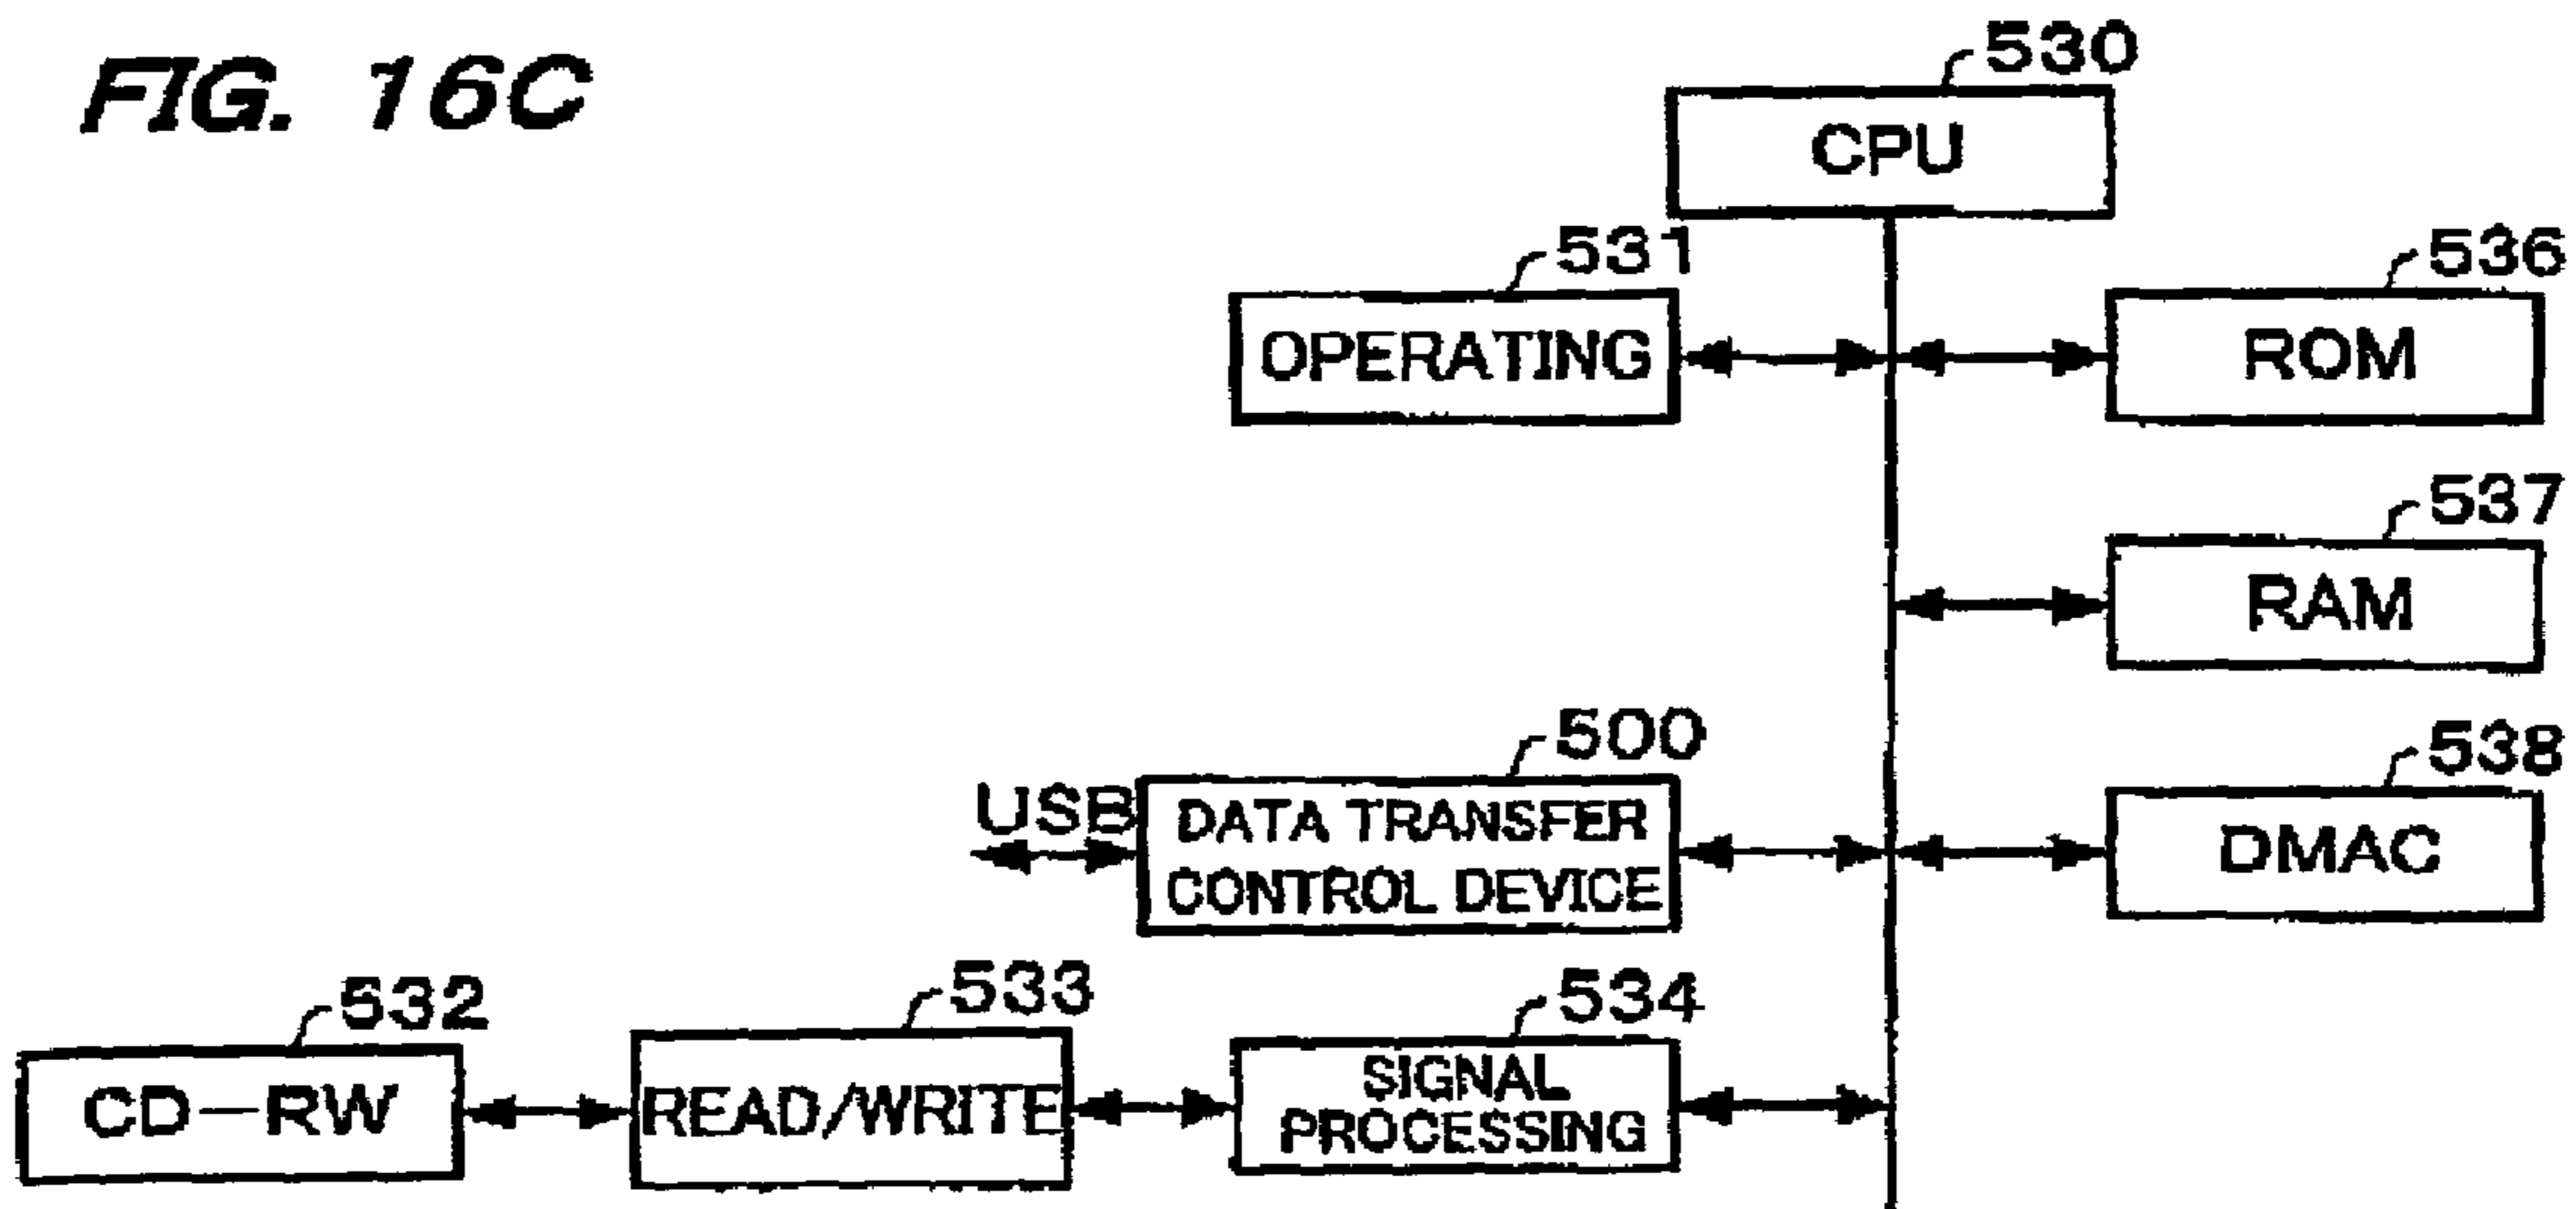 FIG. 16C
530
CPU
531
OPERATING
536
ROM
537
RAM
500
USB
DATA TRANSFER
CONTROL DEVICE
538
DMAC
532
CD-RW
533
READ/WRITE
534
SIGNAL
PROCESSING